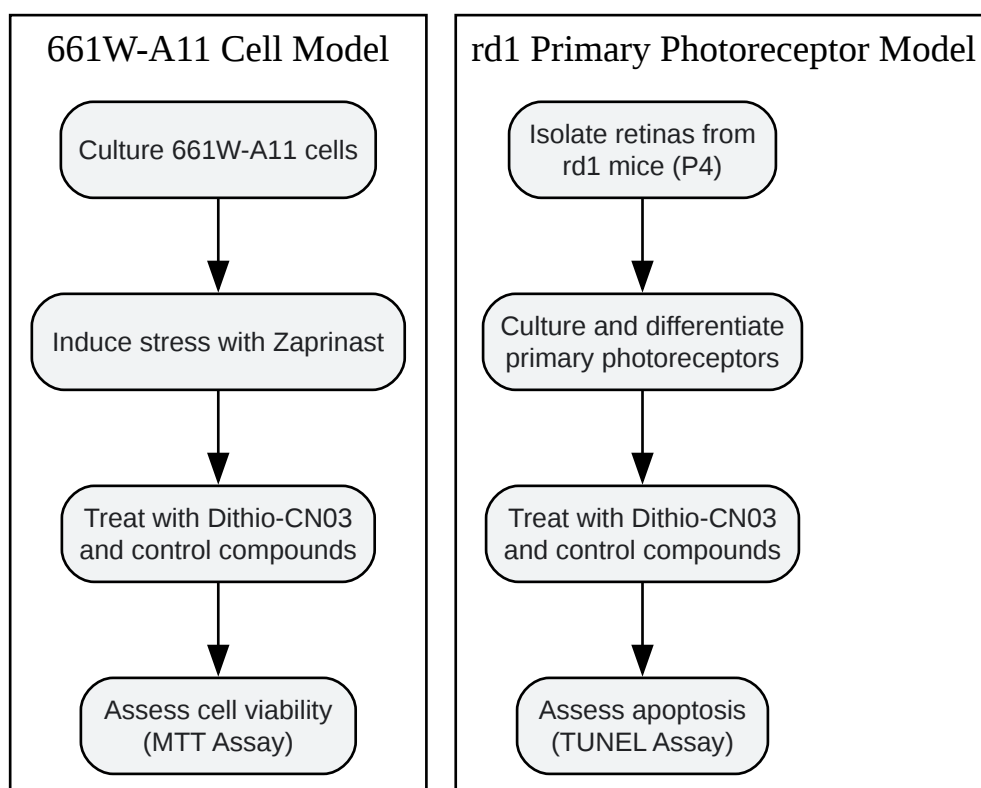 661W-A11 Cell Model
Culture 661W-A11 cells
Induce stress with Zaprinast
Treat with Dithio-CN03
and control compounds
Assess cell viability
(MTT Assay)
rd1 Primary Photoreceptor Model
Isolate retinas from
rd1 mice (P4)
Culture and differentiate
primary photoreceptors
Treat with Dithio-CN03
and control compounds
Assess apoptosis
(TUNEL Assay)